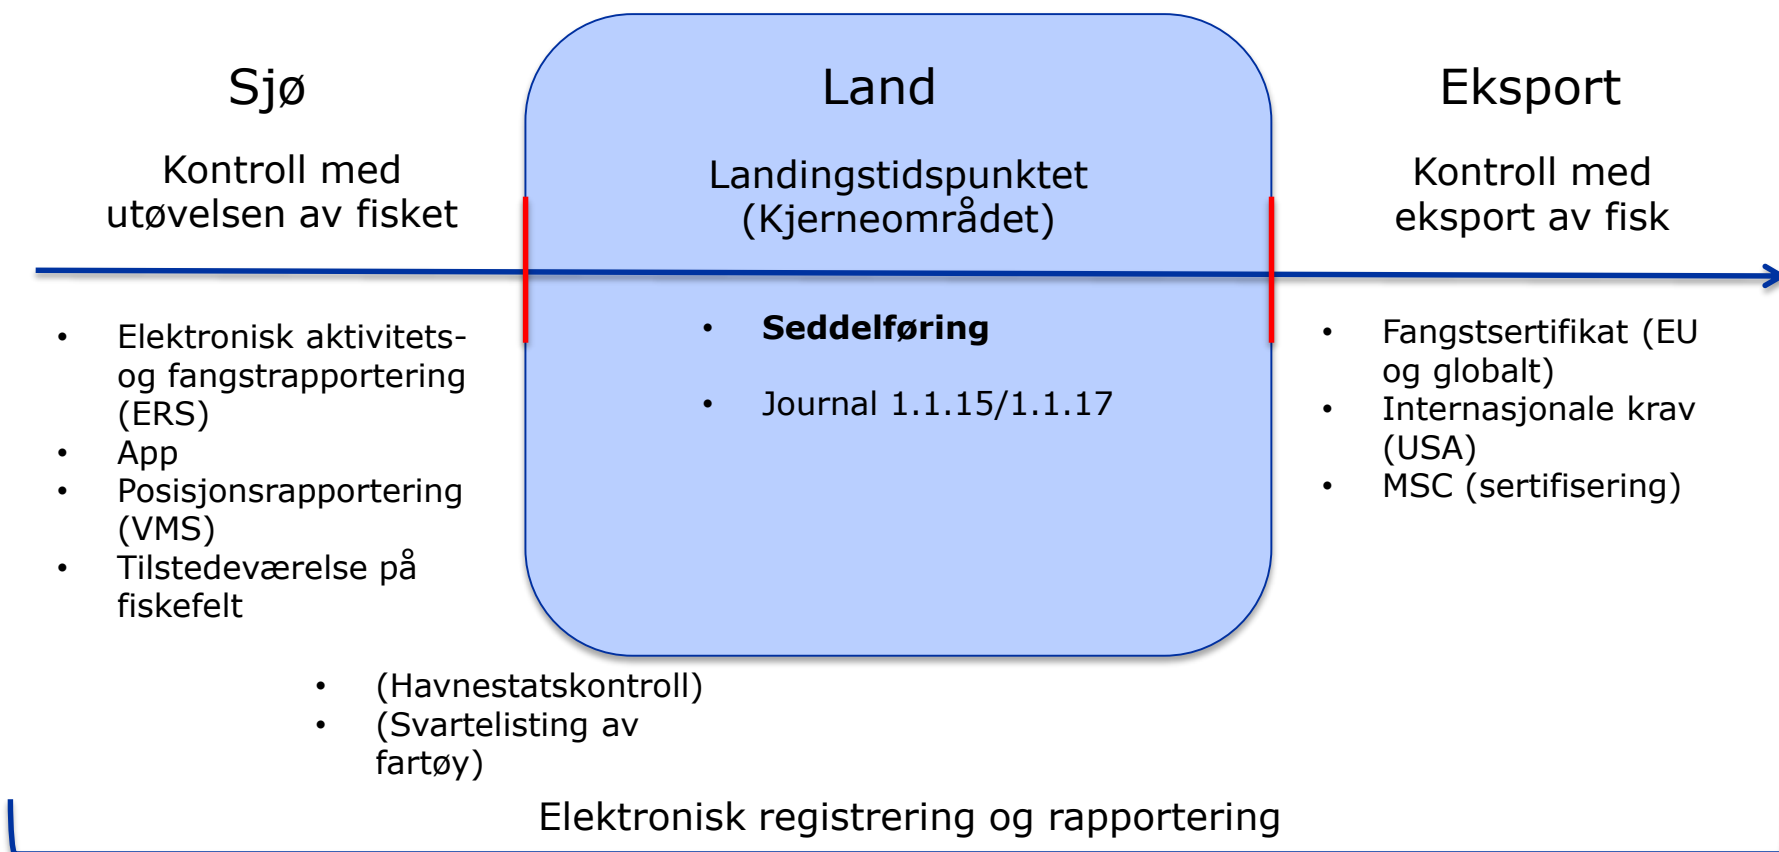 Sjø
Kontroll med
utøvelsen av fisket
Land
Landingstidspunktet
(Kjerneområdet)
Eksport
Kontroll med
eksport av fisk
• Elektronisk aktivitets-
og fangstrapportering
(ERS)
• App
• Posisjonsrapportering
(VMS)
• Tilstedeværelse på
fiskefelt
• Seddelføring
• Journal 1.1.15/1.1.17
• Fangstsertifikat (EU
og globalt)
• Internasjonale krav
(USA)
• MSC (sertifisering)
• (Havnestatskontroll)
• (Svartelisting av
fartøy)
Elektronisk registrering og rapportering